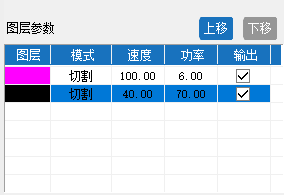 图层参数 上移 下移
图层 模式 速度 功率 输出
切割 100.00 6.00
切割 40.00 70.00